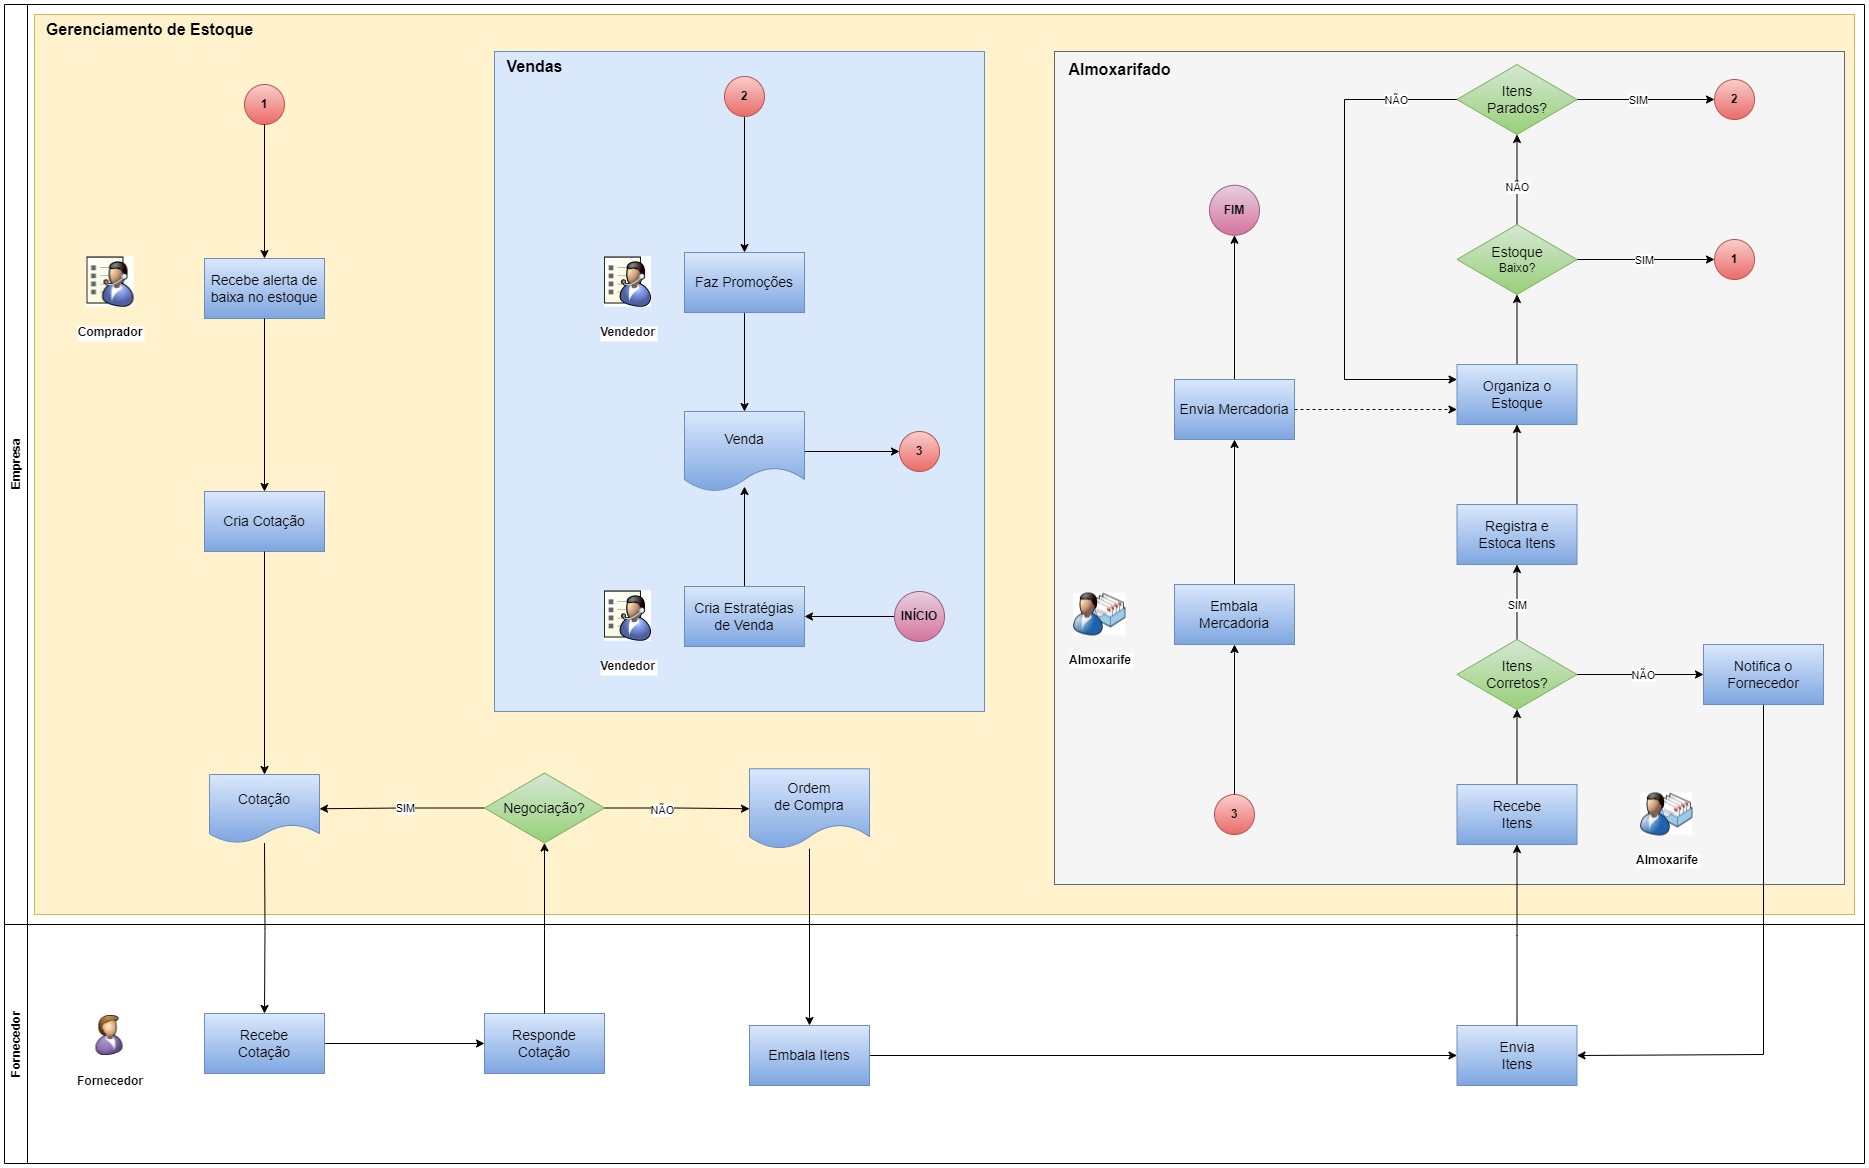 Gerenciamento de Estoque
1
Comprador
Recebe alerta de
baixa no estoque
Cria Cotação
Cotação
SIM
Negociação?
NÃO
Ordem
de Compra
Vendas
2
Vendedor
Faz Promoções
Venda
3
Vendedor
Cria Estratégias
de Venda
INÍCIO
Almoxarifado
NÃO
Itens
Parados?
SIM
2
NÃO
FIM
Estoque
Baixo?
SIM
1
Envia Mercadoria
Organiza o
Estoque
Registra e
Estoca Itens
SIM
Almoxarife
Embala
Mercadoria
Itens
Corretos?
NÃO
Notifica o
Fornecedor
3
Recebe
Itens
Almoxarife
Empresa
Fornecedor
Fornecedor
Recebe
Cotação
Responde
Cotação
Embala Itens
Envia
Itens